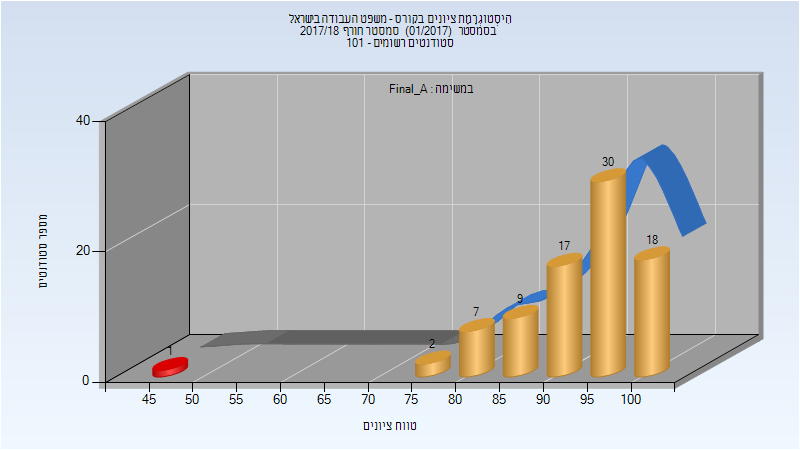 היסטוגרמת ציונים בקורס - משפט העבודה בישראל
בסמסטר (01/2017) סמסטר חורף 2017/18
סטודנטים רשומים - 101
במשימה : Final_A
מספר סטודנטים
40
20
0
1
2
7
9
17
30
18
45 50 55 60 65 70 75 80 85 90 95 100
טווח ציונים